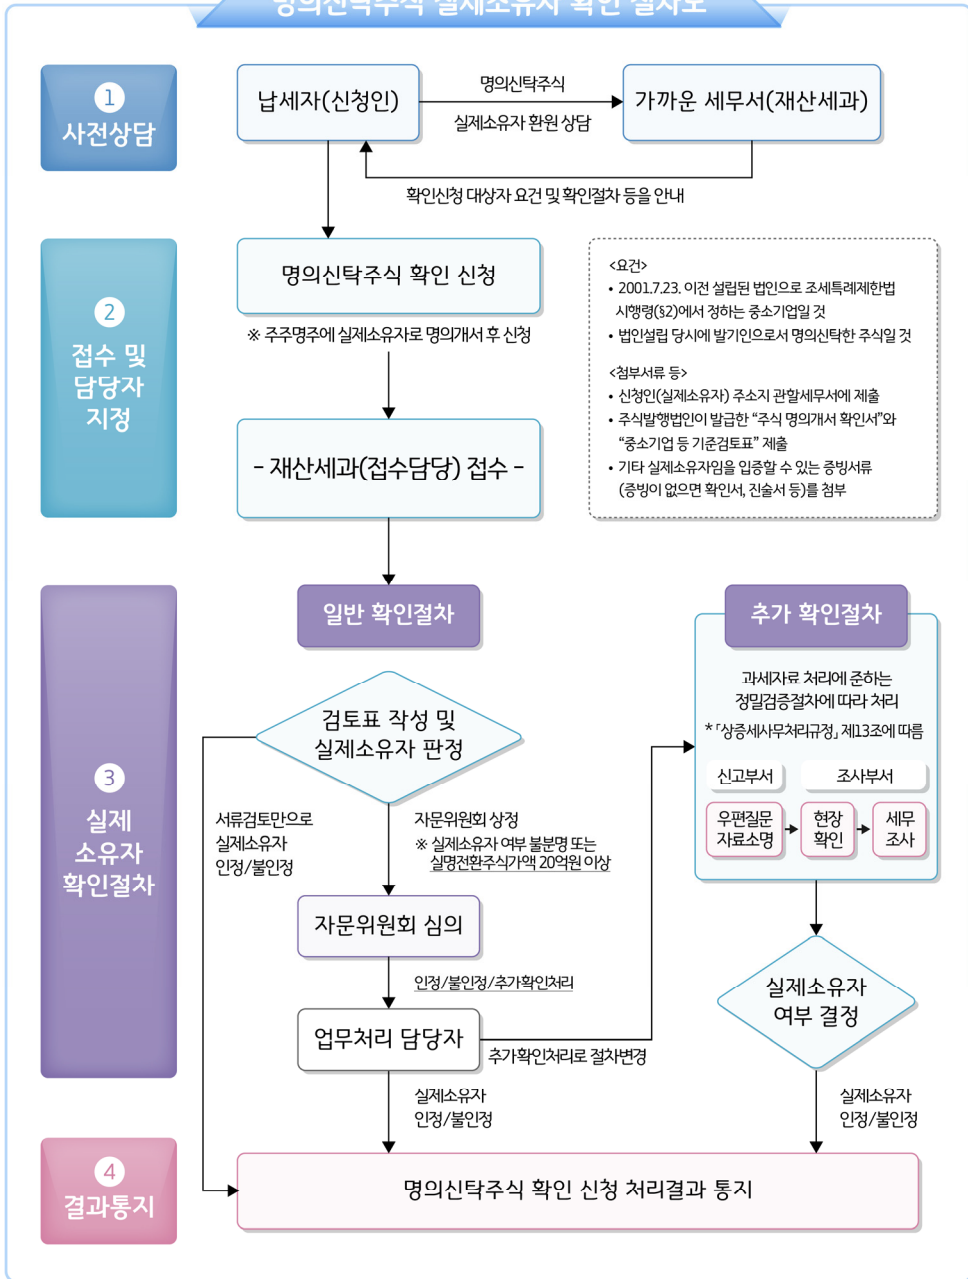 명의신탁주식 실제소유자 확인 절차도
1
사전상담
납세자(신청인)
명의신탁주식
실제소유자 환원 상담
가까운 세무서(재산세과)
확인신청 대상자 요건 및 확인절차 등을 안내
2
접수 및
담당자
지정
명의신탁주식 확인 신청
※ 주주명주에 실제소유자로 명의개서 후 신청
- 재산세과(접수담당) 접수 -
<요건>
• 2001.7.23. 이전 설립된 법인으로 조세특례제한법
시행령(§2)에서 정하는 중소기업일 것
• 법인설립 당시에 발기인으로서 명의신탁한 주식일 것
<첨부서류 등>
• 신청인(실제소유자) 주소지 관할세무서에 제출
• 주식발행법인이 발급한 “주식 명의개서 확인서”와
“중소기업 등 기준검토표” 제출
• 기타 실제소유자임을 입증할 수 있는 증빙서류
(증빙이 없으면 확인서, 진술서 등)를 첨부
3
실제
소유자
확인절차
일반 확인절차
검토표 작성 및
실제소유자 판정
서류검토만으로
실제소유자
인정/불인정
자문위원회 상정
※ 실제소유자 여부 불분명 또는
실명전환주식가액 20억원 이상
자문위원회 심의
인정/불인정/추가확인처리
업무처리 담당자
추가확인처리로 절차변경
실제소유자
인정/불인정
추가 확인절차
과세자료 처리에 준하는
정밀검증절차에 따라 처리
*「상증세사무처리규정」 제13조에 따름
신고부서
조사부서
우편질문
자료소명
현장
확인
세무
조사
실제소유자
여부 결정
실제소유자
인정/불인정
4
결과통지
명의신탁주식 확인 신청 처리결과 통지